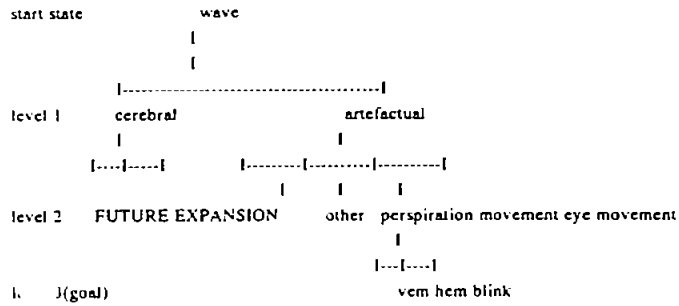 start state wave
level 1 cerebral artefactual
level 2 FUTURE EXPANSION other perspiration movement eye movement
(goal) vem hem blink